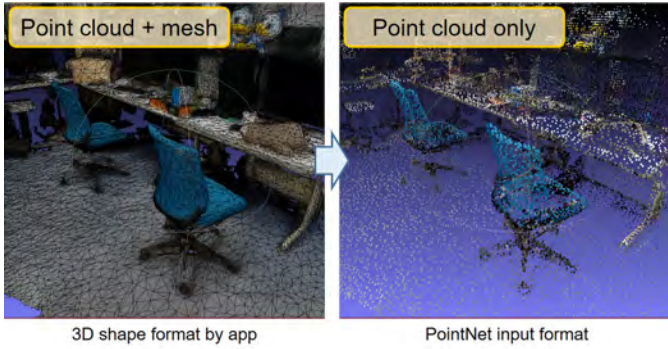 Point cloud + mesh
Point cloud only
3D shape format by app
PointNet input format